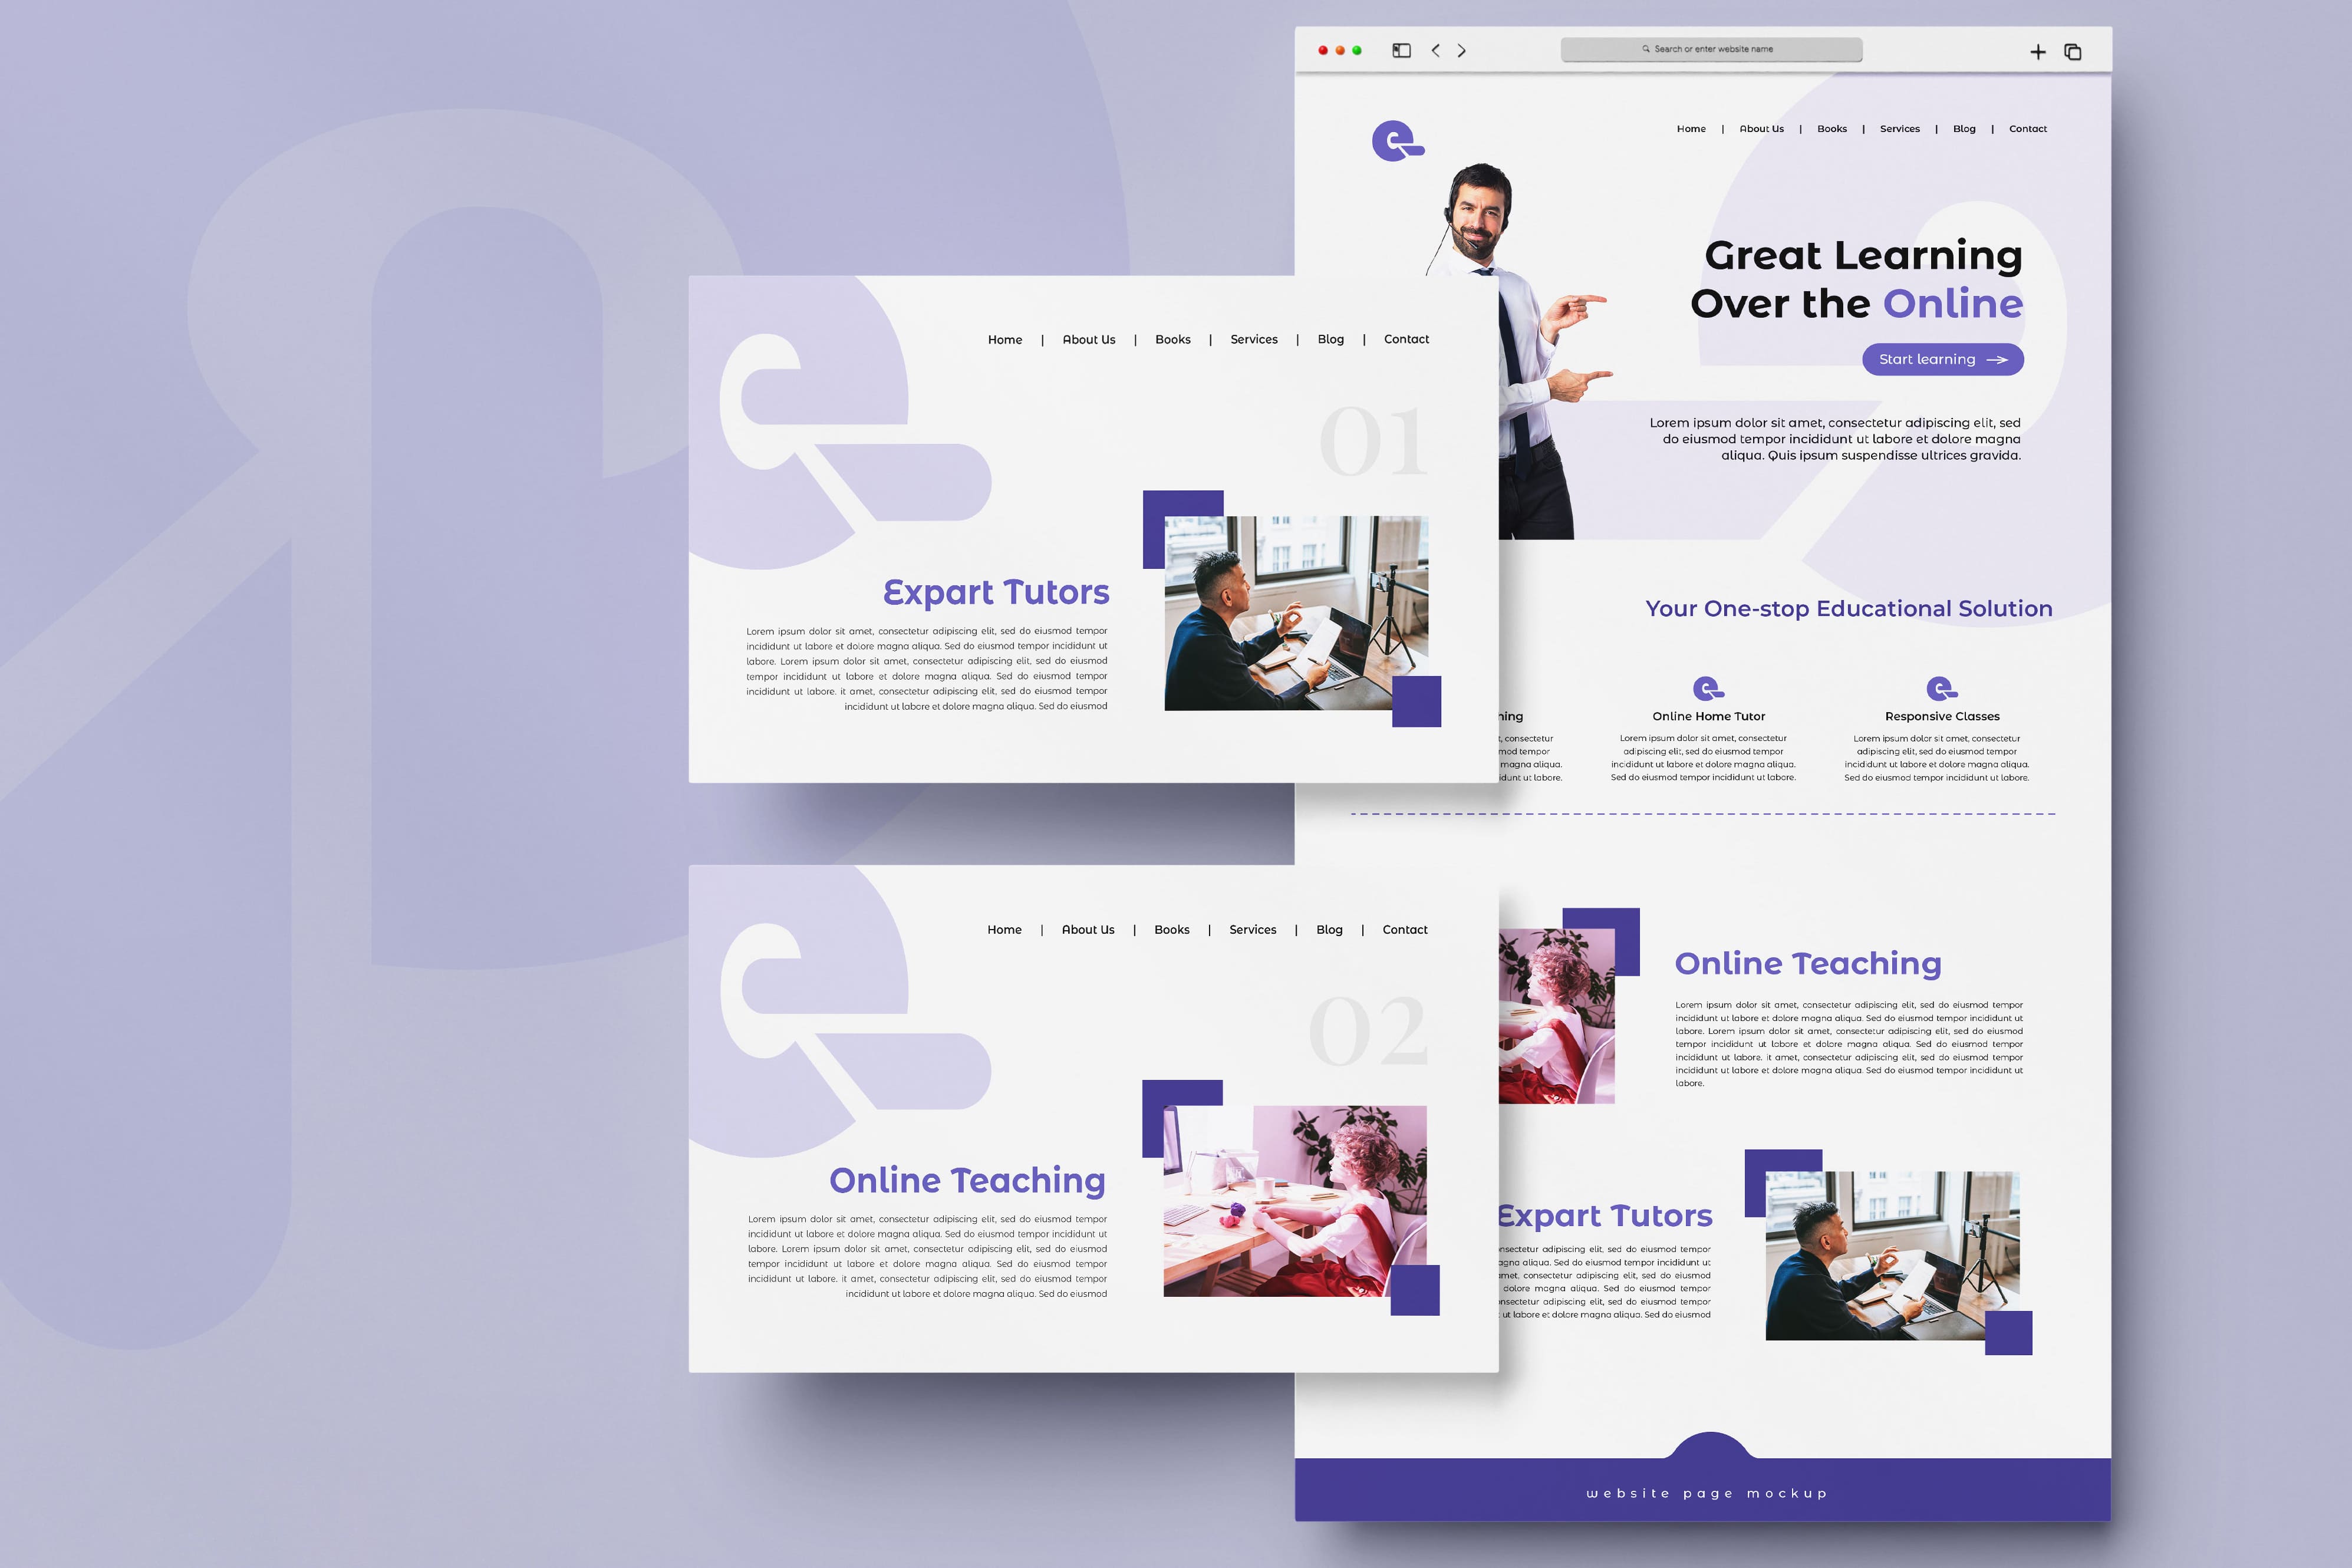 Search or enter website name
Home | About Us | Books | Services | Blog | Contact
Great Learning
Over the Online
Start learning
Lorem ipsum dolor sit amet, consectetur adipiscing elit, sed
do eiusmod tempor incididunt ut labore et dolore magna
aliqua. Quis ipsum suspendisse ultrices gravida.
Your One-stop Educational Solution
hing
t, consectetur
mod tempor
magna aliqua.
idunt ut labore.
Online Home Tutor
Lorem ipsum dolor sit amet, consectetur
adipiscing elit, sed do eiusmod tempor
incididunt ut labore et dolore magna aliqua.
Sed do eiusmod tempor incididunt ut labore.
Responsive Classes
Lorem ipsum dolor sit amet, consectetur
adipiscing elit, sed do eiusmod tempor
incididunt ut labore et dolore magna aliqua.
Sed do eiusmod tempor incididunt ut labore.
Online Teaching
Lorem ipsum dolor sit amet, consectetur adipiscing elit, sed do eiusmod tempor
incididunt ut labore et dolore magna aliqua. Sed do eiusmod tempor incididunt ut
labore. Lorem ipsum dolor sit amet, consectetur adipiscing elit, sed do eiusmod
tempor incididunt ut labore et dolore magna aliqua. Sed do eiusmod tempor
incididunt ut labore. it amet, consectetur adipiscing elit, sed do eiusmod tempor
incididunt ut labore et dolore magna aliqua. Sed do eiusmod tempor incididunt ut
labore.
Expart Tutors
onsectetur adipiscing elit, sed do eiusmod tempor
agna aliqua. Sed do eiusmod tempor incididunt ut
amet, consectetur adipiscing elit, sed do eiusmod
dolore magna aliqua. Sed do eiusmod tempor
onsectetur adipiscing elit, sed do eiusmod tempor
ut labore et dolore magna aliqua. Sed do eiusmod
website page mockup
Home | About Us | Books | Services | Blog | Contact
01
Expart Tutors
Lorem ipsum dolor sit amet, consectetur adipiscing elit, sed do eiusmod tempor
incididunt ut labore et dolore magna aliqua. Sed do eiusmod tempor incididunt ut
labore. Lorem ipsum dolor sit amet, consectetur adipiscing elit, sed do eiusmod
tempor incididunt ut labore et dolore magna aliqua. Sed do eiusmod tempor
incididunt ut labore. it amet, consectetur adipiscing elit, sed do eiusmod tempor
incididunt ut labore et dolore magna aliqua. Sed do eiusmod
Home | About Us | Books | Services | Blog | Contact
02
Online Teaching
Lorem ipsum dolor sit amet, consectetur adipiscing elit, sed do eiusmod tempor
incididunt ut labore et dolore magna aliqua. Sed do eiusmod tempor incididunt ut
labore. Lorem ipsum dolor sit amet, consectetur adipiscing elit, sed do eiusmod
tempor incididunt ut labore et dolore magna aliqua. Sed do eiusmod tempor
incididunt ut labore. it amet, consectetur adipiscing elit, sed do eiusmod tempor
incididunt ut labore et dolore magna aliqua. Sed do eiusmod